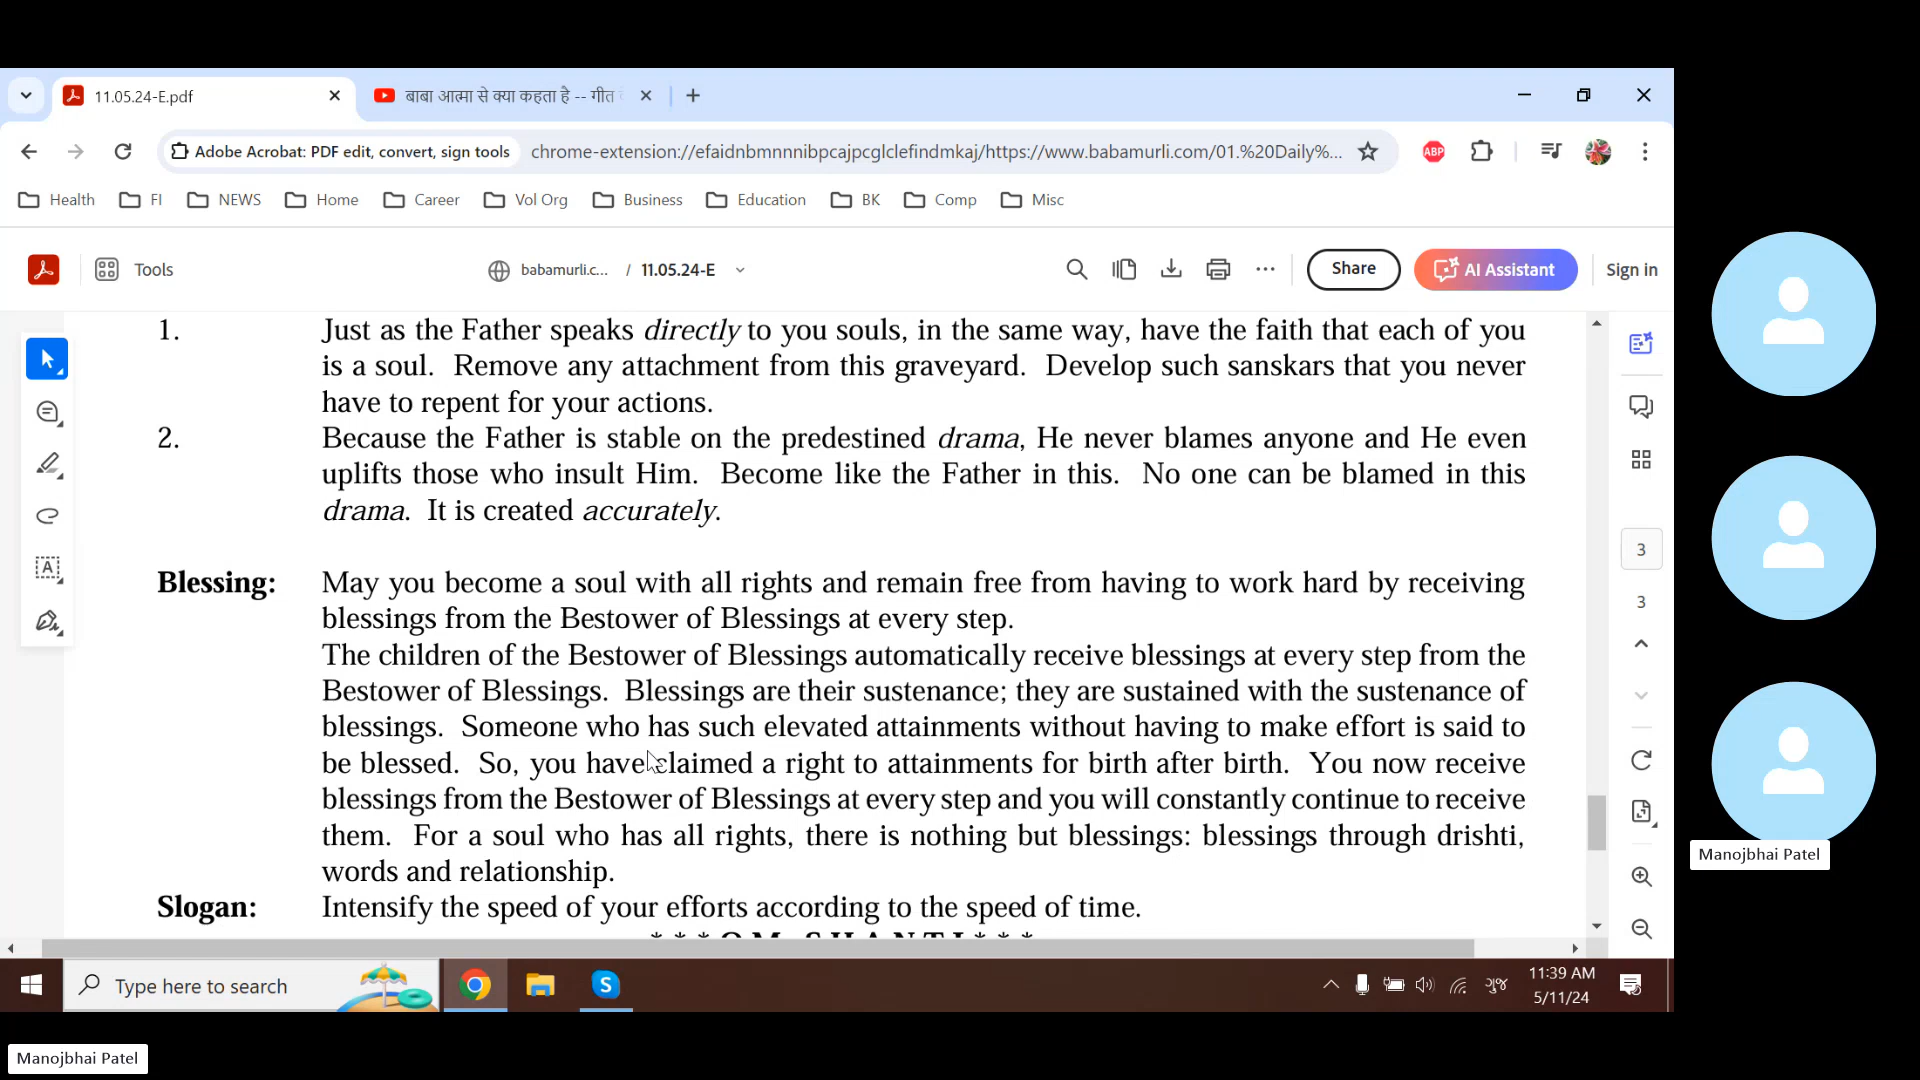 11.05.24-E.pdf
बाबा आत्मा से क्या कहता है -- गीत
Adobe Acrobat: PDF edit, convert, sign tools
chrome-extension://efaidnbmnnnibpcajpcglclefindmkaj/https://www.babamurli.com/01.%20Daily%...
ABP
Health
FI
NEWS
Home
Career
Vol Org
Business
Education
BK
Comp
Misc
Tools
babamurli.c... / 11.05.24-E
Share
AI Assistant
Sign in
1. Just as the Father speaks directly to you souls, in the same way, have the faith that each of you
is a soul. Remove any attachment from this graveyard. Develop such sanskars that you never
have to repent for your actions.
2. Because the Father is stable on the predestined drama, He never blames anyone and He even
uplifts those who insult Him. Become like the Father in this. No one can be blamed in this
drama. It is created accurately.
Blessing: May you become a soul with all rights and remain free from having to work hard by receiving
blessings from the Bestower of Blessings at every step.
The children of the Bestower of Blessings automatically receive blessings at every step from the
Bestower of Blessings. Blessings are their sustenance; they are sustained with the sustenance of
blessings. Someone who has such elevated attainments without having to make effort is said to
be blessed. So, you have claimed a right to attainments for birth after birth. You now receive
blessings from the Bestower of Blessings at every step and you will constantly continue to receive
them. For a soul who has all rights, there is nothing but blessings: blessings through drishti,
words and relationship.
Slogan: Intensify the speed of your efforts according to the speed of time.
* * * O M S H A N T I * * *
3
3
Type here to search
S
ગુજ
11:39 AM
5/11/24
Manojbhai Patel
Manojbhai Patel